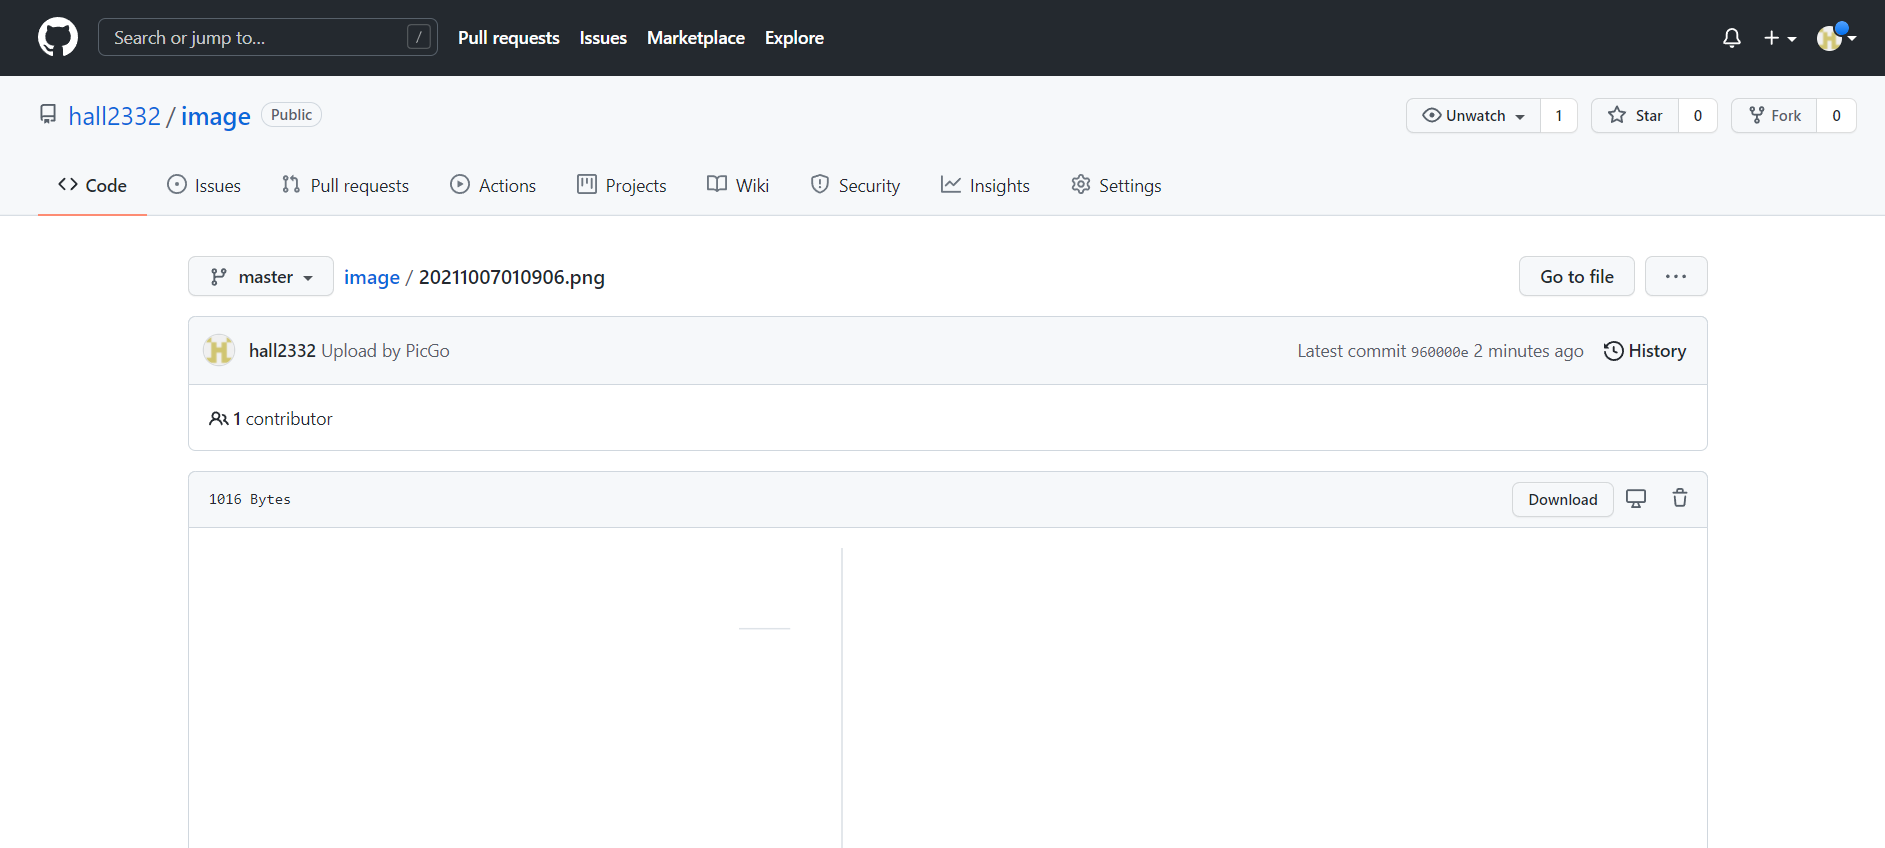 Search or jump to... / Pull requests Issues Marketplace Explore
hall2332 / image Public Unwatch 1 Star 0 Fork 0
Code Issues Pull requests Actions Projects Wiki Security Insights Settings
master image / 20211007010906.png Go to file ...
hall2332 Upload by PicGo Latest commit 960000e 2 minutes ago History
1 contributor
1016 Bytes Download